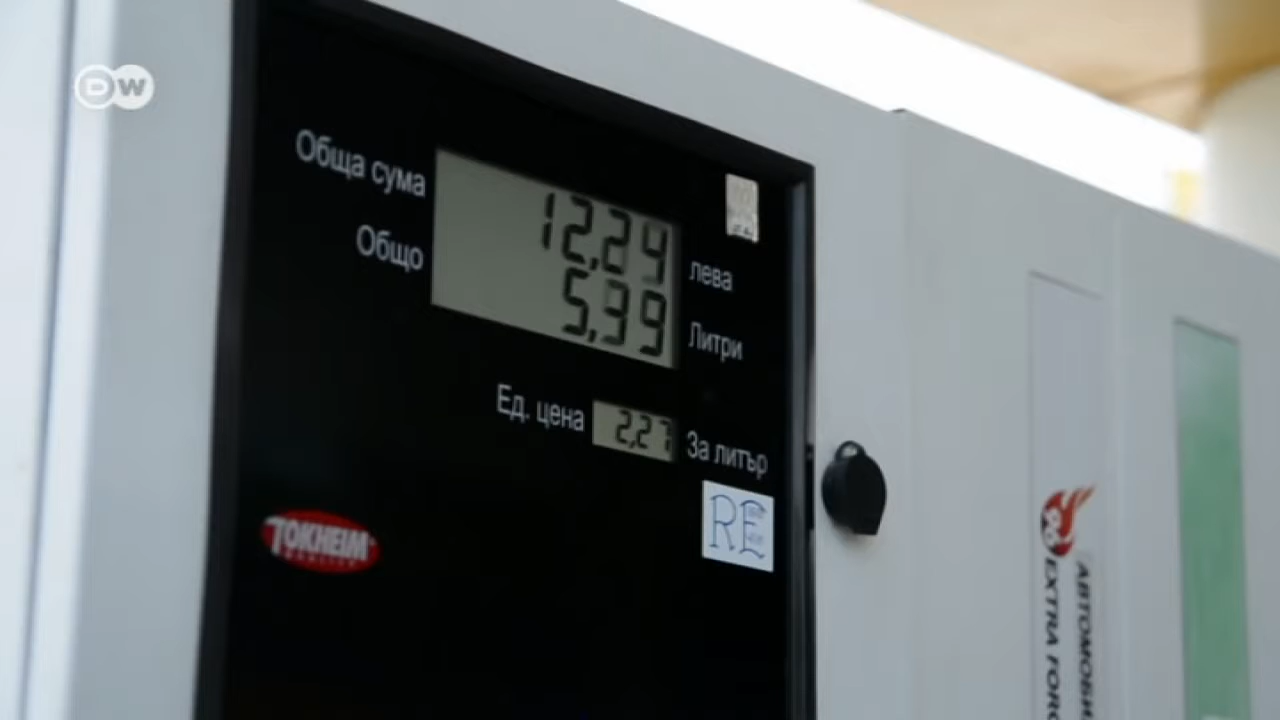 DW
Обща сума 12,24 лева
Общо 5,39 Литри
Ед. цена 2,27 За литър
RE
TOKHEIM
АВТОМОБИ
EXTRA FORC